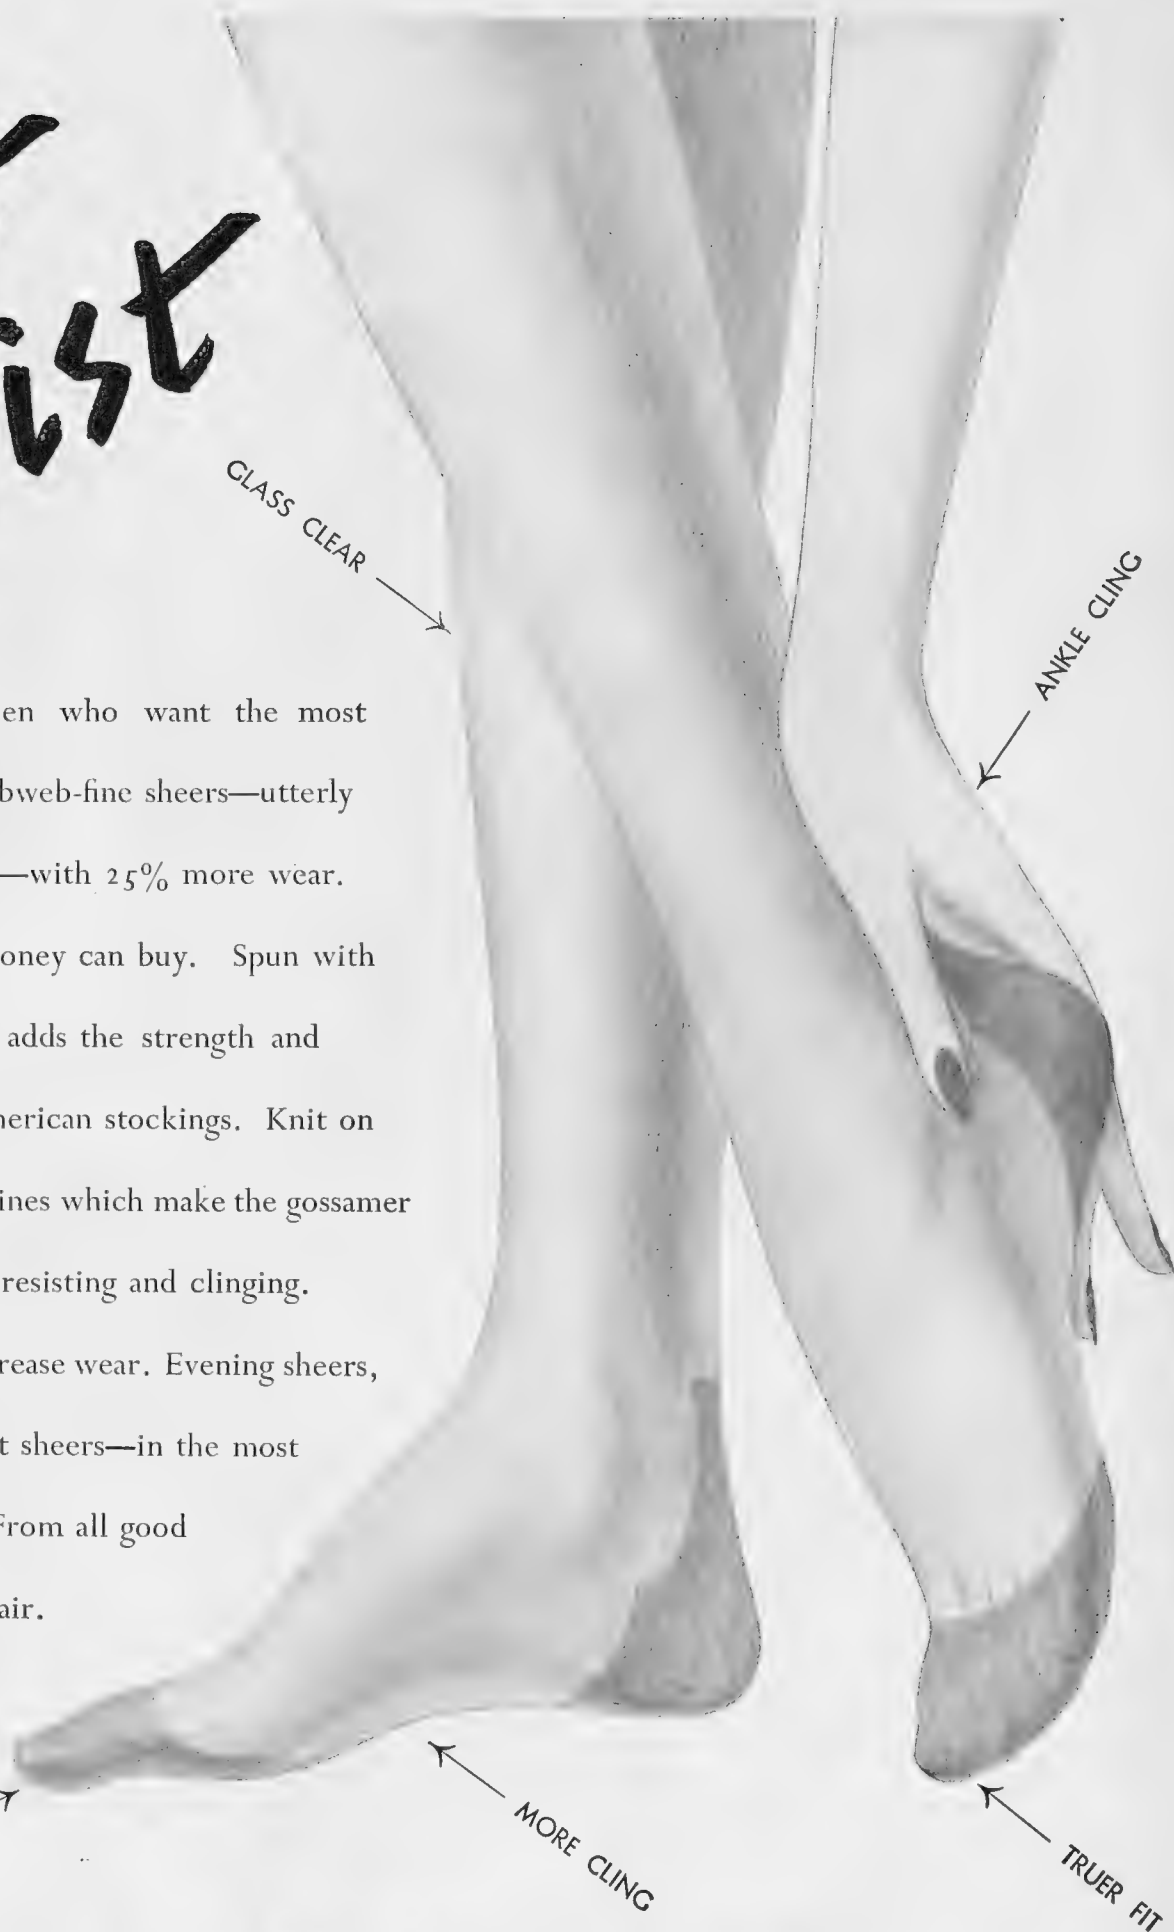 ist
GLASS CLEAR
ANKLE CLING
en who want the most
bweb-fine sheers—utterly
—with 25% more wear.
oney can buy. Spun with
adds the strength and
nerican stockings. Knit on
ines which make the gossamer
resisting and clinging.
rease wear. Evening sheers,
t sheers—in the most
From all good
air.
MORE CLING
TRUER FIT